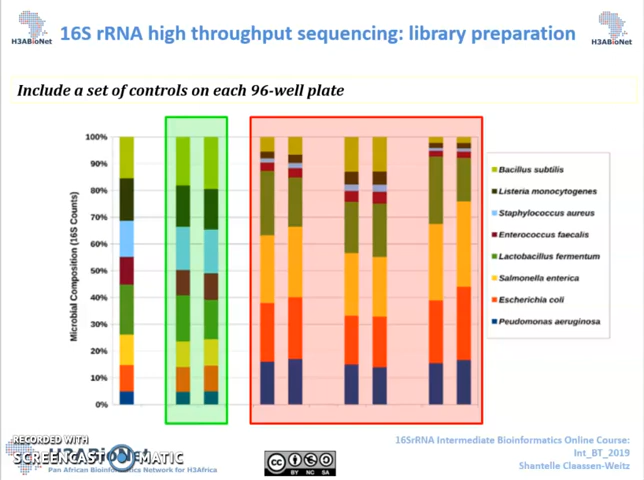 H3ABioNet
16S rRNA high throughput sequencing: library preparation
H3ABioNet
Include a set of controls on each 96-well plate
Microbial Composition (16S Counts)
100%
90%
80%
70%
60%
50%
40%
30%
20%
10%
0%
Bacillus subtilis
Listeria monocytogenes
Staphylococcus aureus
Enterococcus faecalis
Lactobacillus fermentum
Salmonella enterica
Escherichia coli
Peudomonas aeruginosa
RECORDED WITH
SCREENCAST MATIC
H3ABioNet
Pan African Bioinformatics Network for H3Africa
cc
BY NC SA
16SrRNA Intermediate Bioinformatics Online Course:
Int_BT_2019
Shantelle Claassen-Weitz